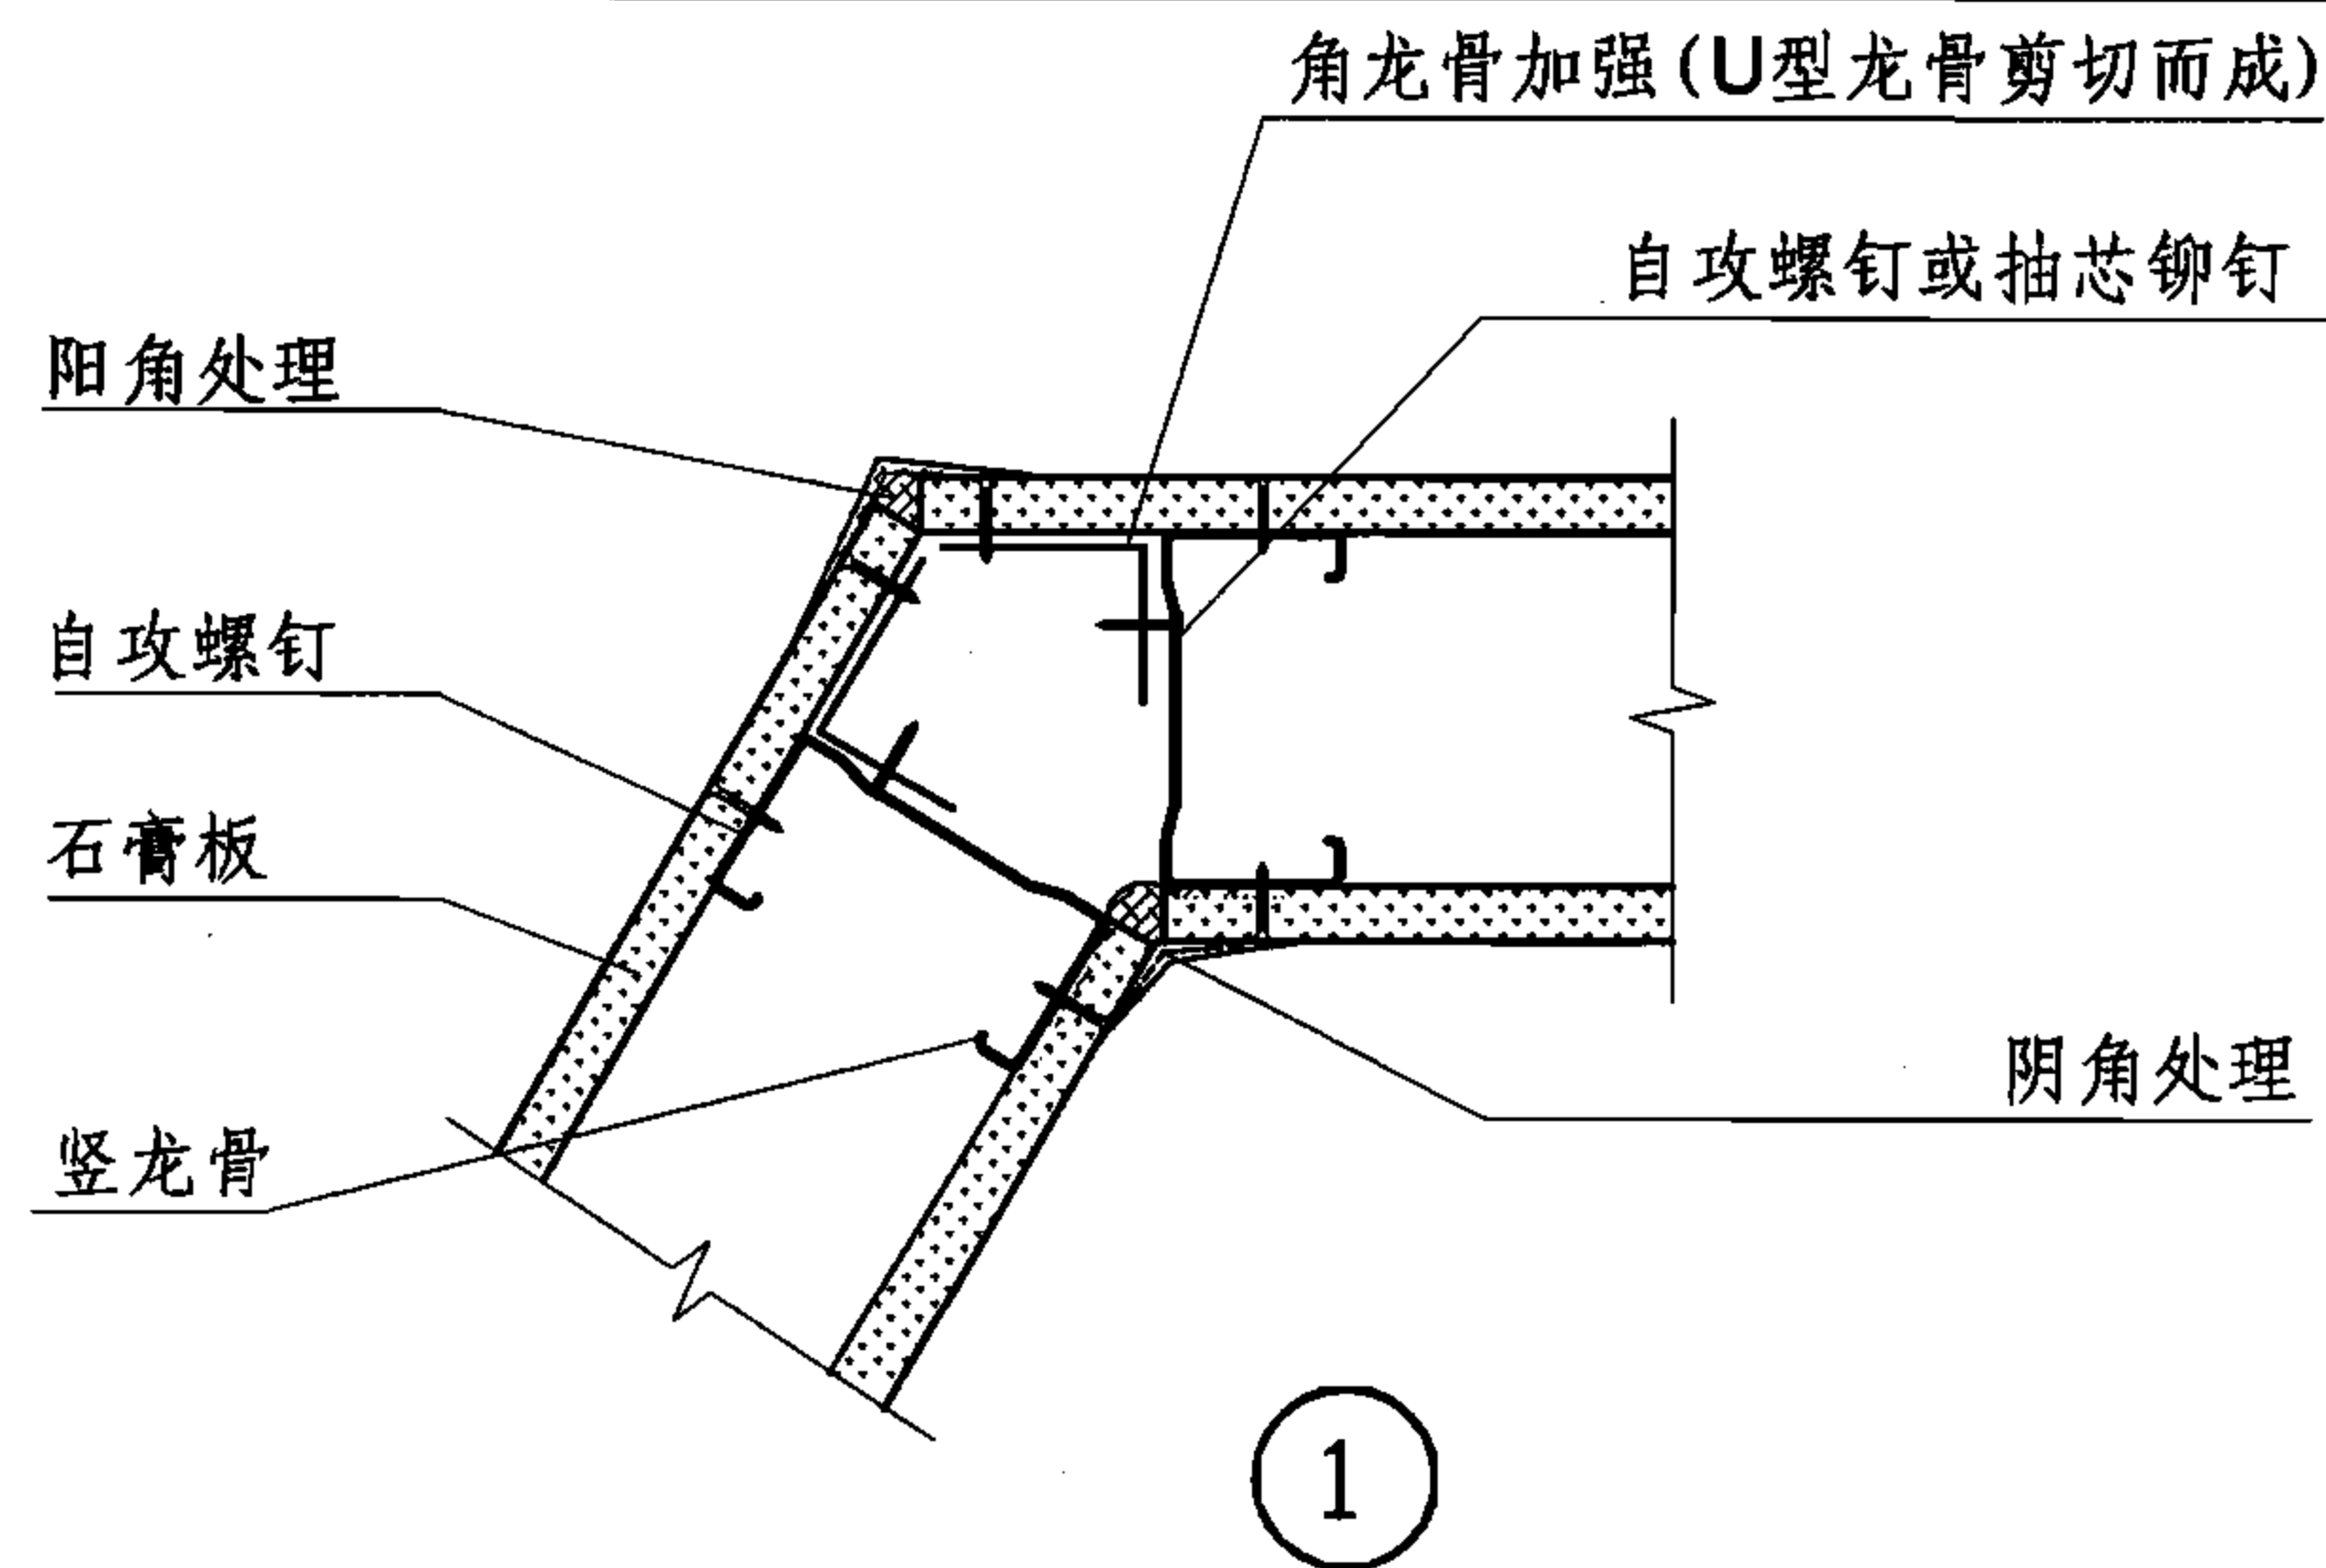 角龙骨加强(U型龙骨剪切而成)
自攻螺钉或抽芯铆钉
阳角处理
自攻螺钉
石膏板
阴角处理
竖龙骨
1